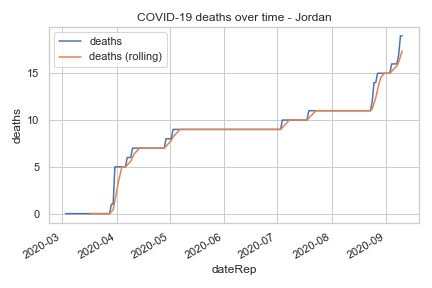 COVID-19 deaths over time - Jordan
deaths
deaths (rolling)
deaths
15
10
5
0
2020-03
2020-04
2020-05
2020-06
2020-07
2020-08
2020-09
dateRep